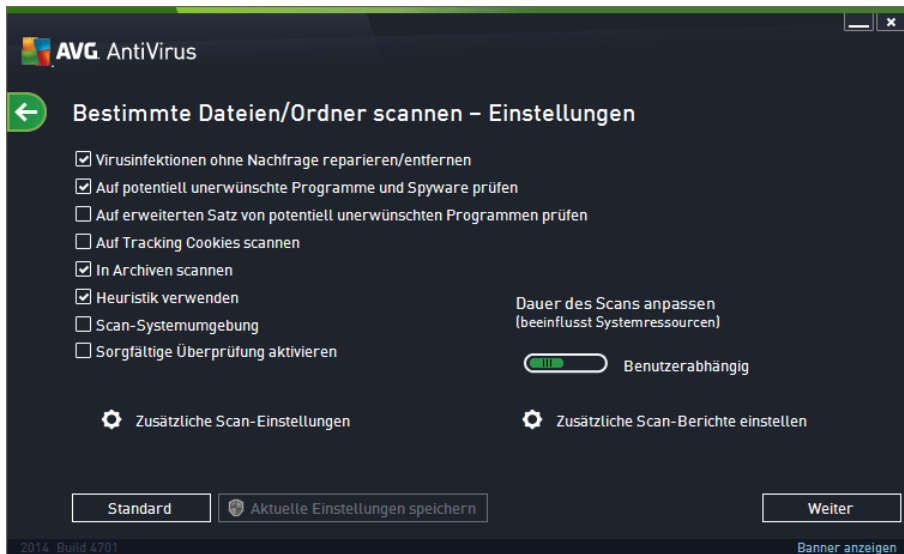 AVG AntiVirus
Bestimmte Dateien/Ordner scannen – Einstellungen
Virusinfektionen ohne Nachfrage reparieren/entfernen
Auf potentiell unerwünschte Programme und Spyware prüfen
Auf erweiterten Satz von potentiell unerwünschten Programmen prüfen
Auf Tracking Cookies scannen
In Archiven scannen
Heuristik verwenden
Scan-Systemumgebung
Sorgfältige Überprüfung aktivieren
Dauer des Scans anpassen
(beeinflusst Systemressourcen)
Benutzerabhängig
Zusätzliche Scan-Einstellungen
Zusätzliche Scan-Berichte einstellen
Standard
Aktuelle Einstellungen speichern
Weiter
2014 Build 4701
Banner anzeigen